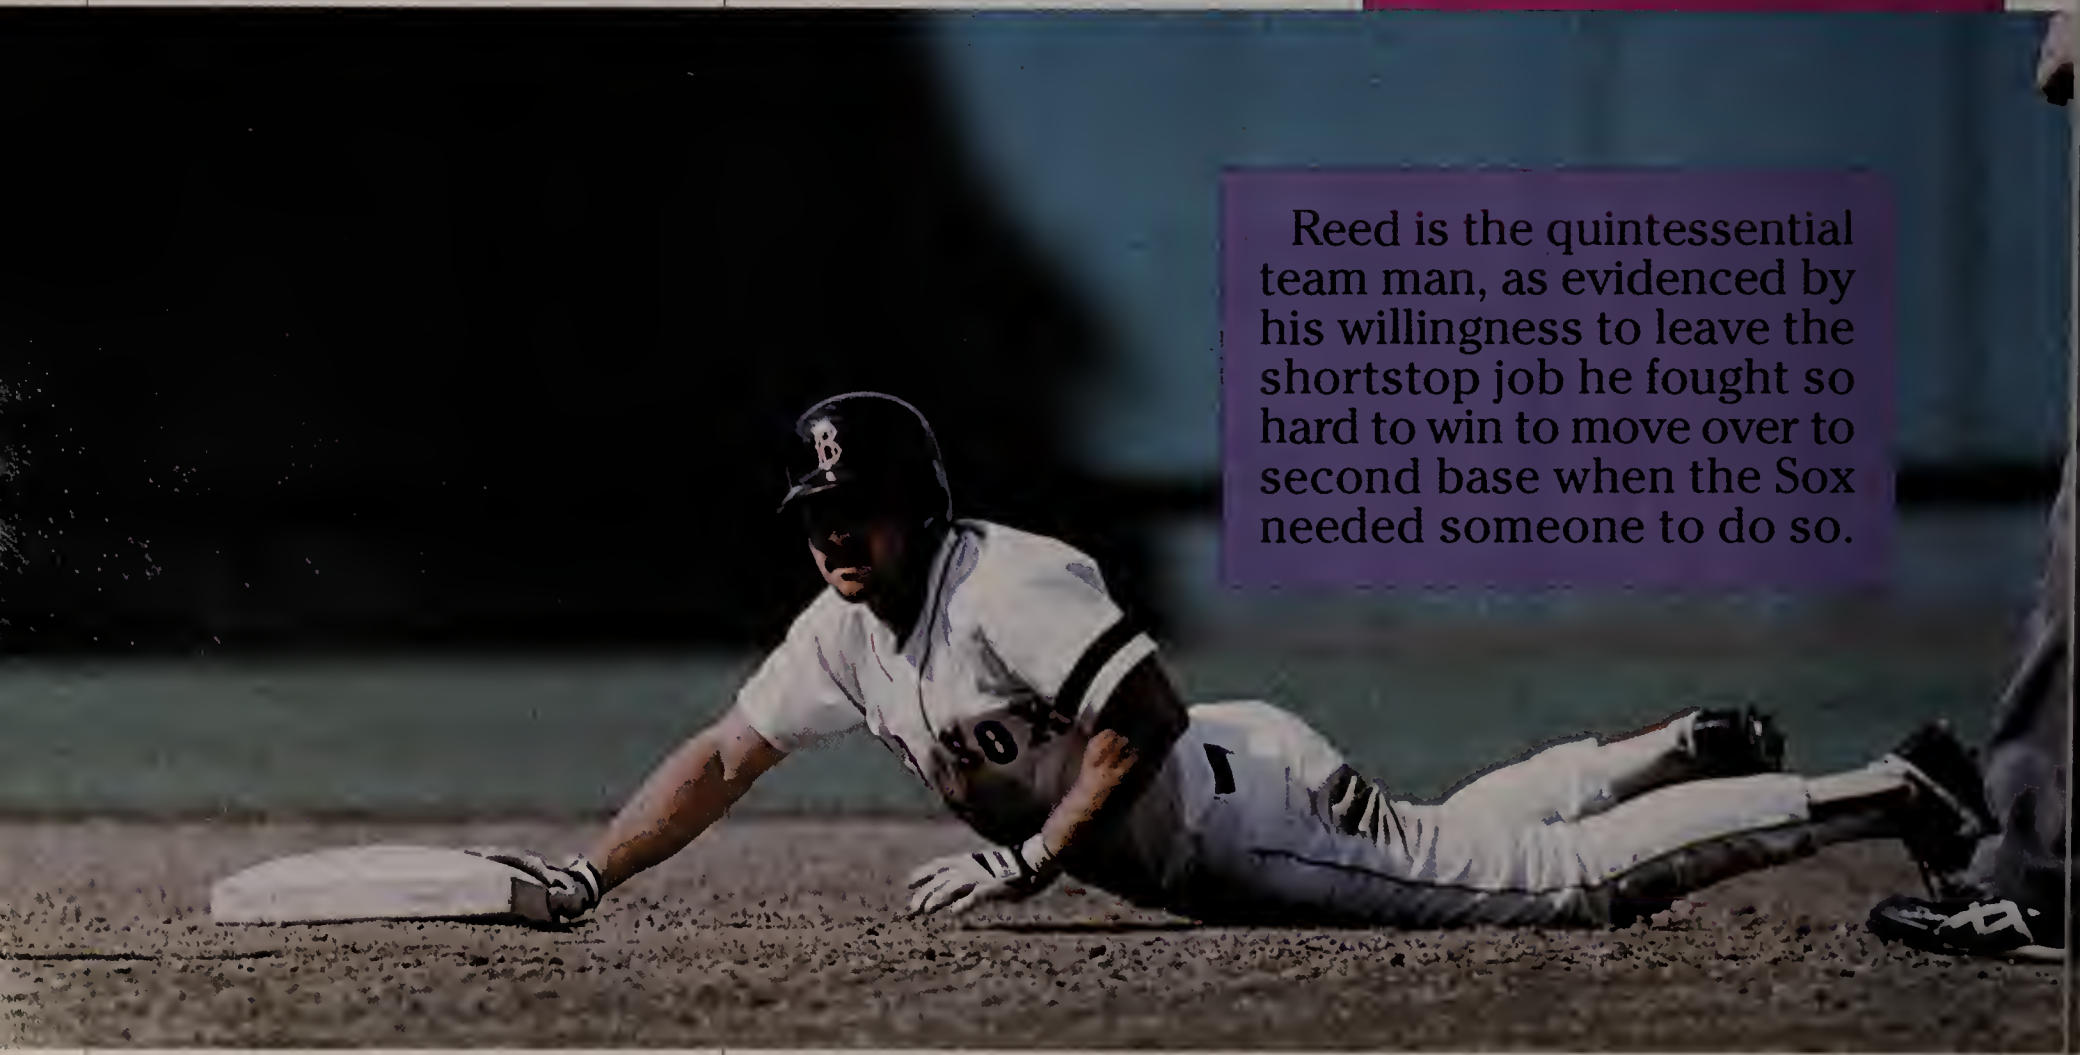 Reed is the quintessential
team man, as evidenced by
his willingness to leave the
shortstop job he fought so
hard to win to move over to
second base when the Sox
needed someone to do so.
B